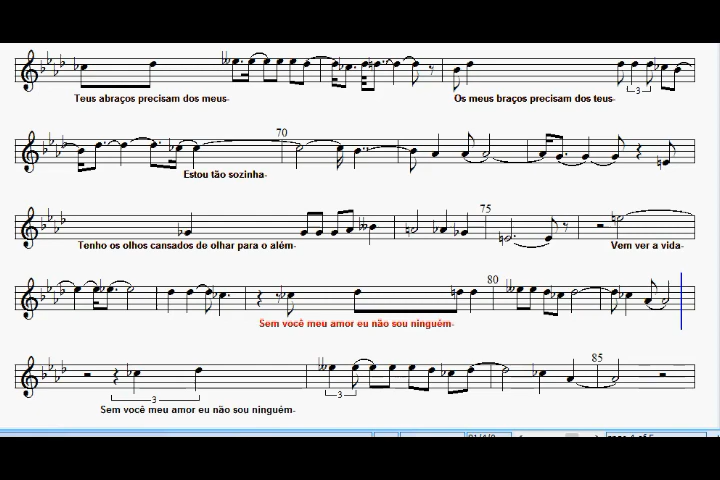 Teus abraços precisam dos meus-
Os meus braços precisam dos teus-
3
70
Estou tão sozinha-
75
Tenho os olhos cansados de olhar para o além-
Vem ver a vida-
80
Sem você meu amor eu não sou ninguém-
85
3
3
Sem você meu amor eu não sou ninguém-